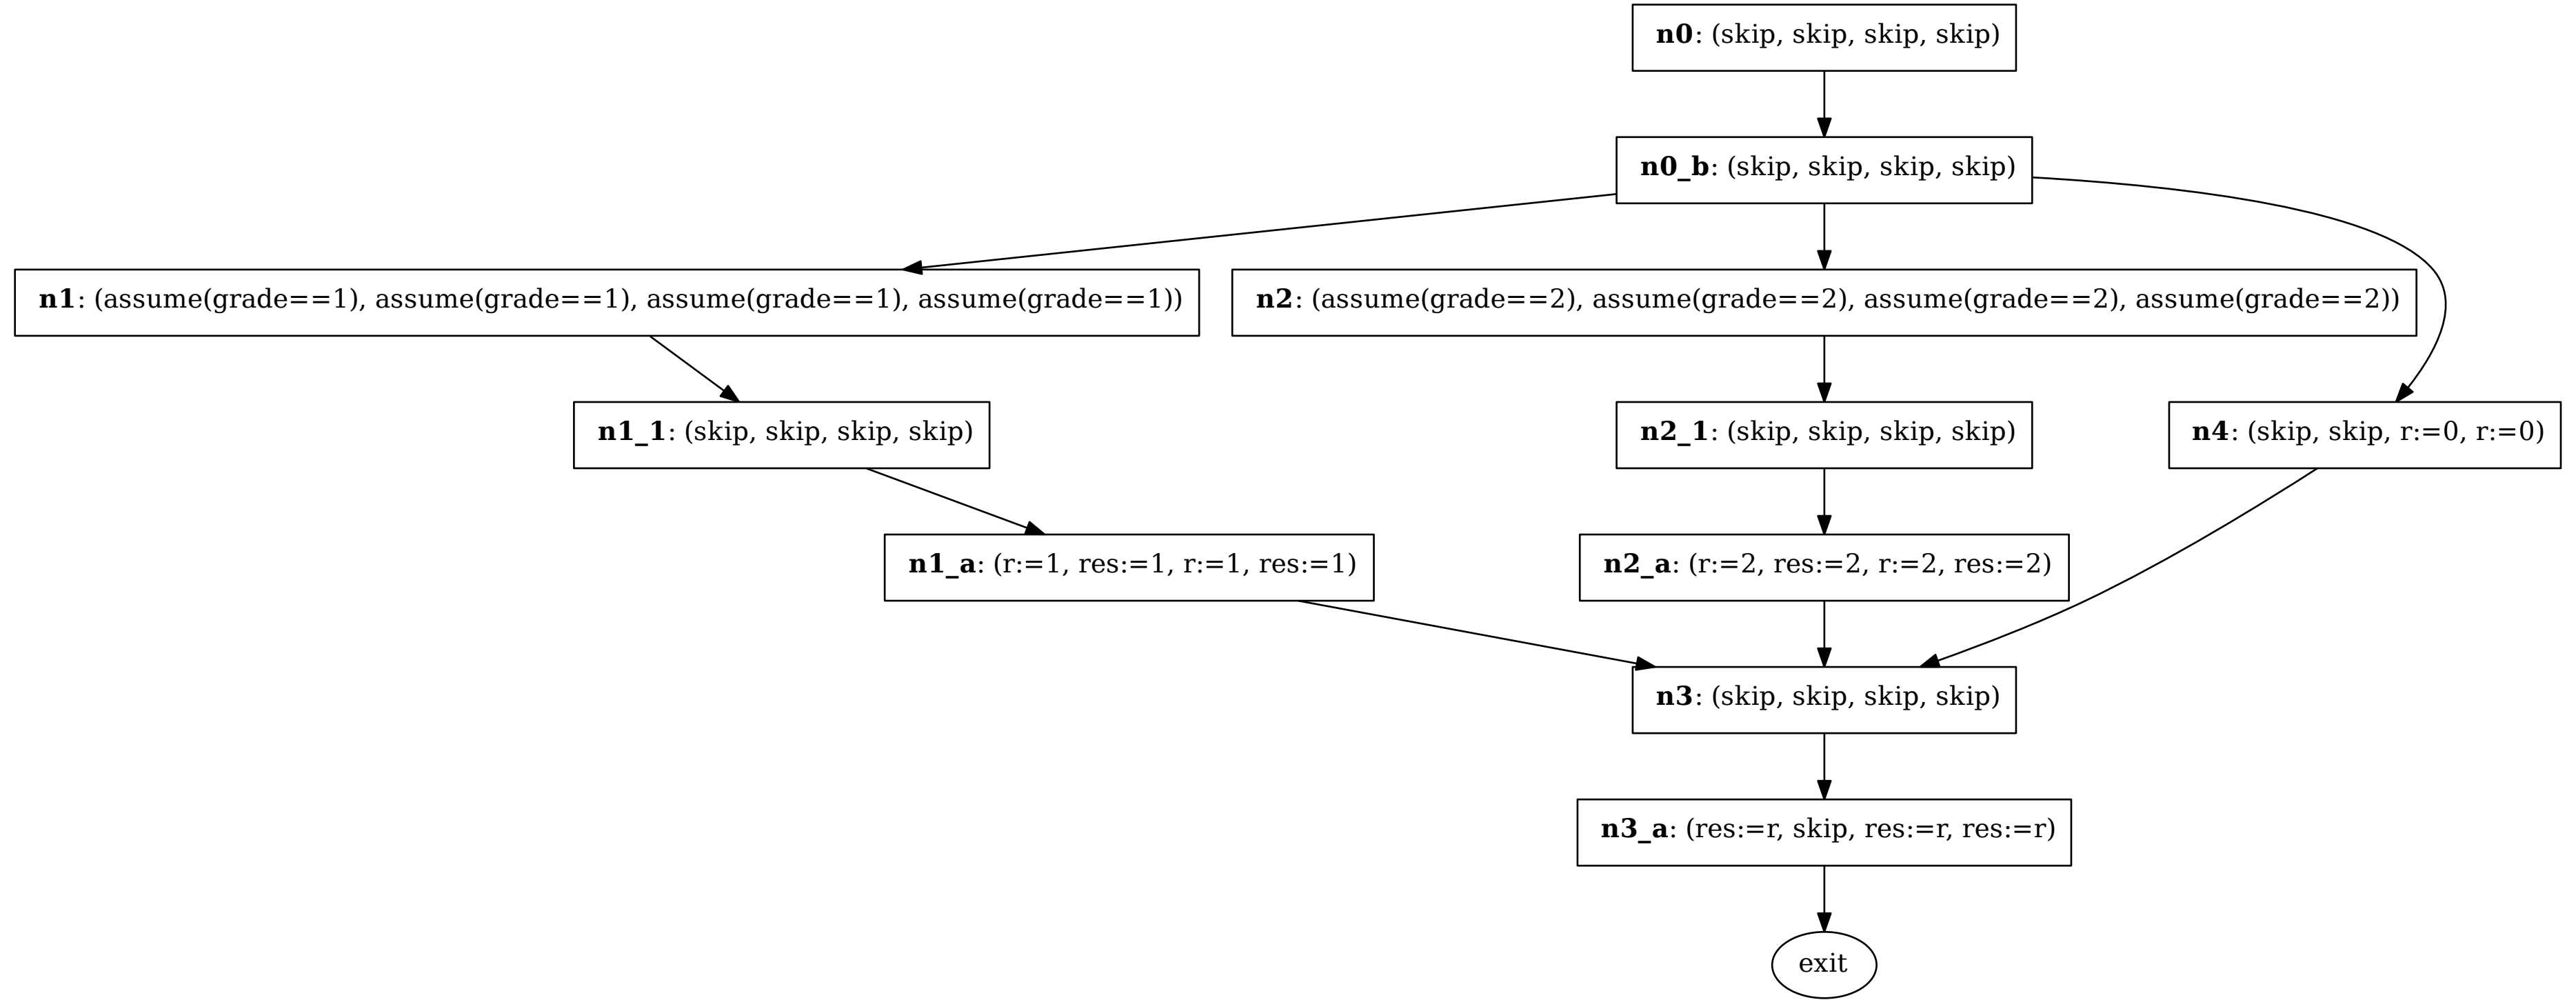 n0: (skip, skip, skip, skip)
n0_b: (skip, skip, skip, skip)
n1: (assume(grade==1), assume(grade==1), assume(grade==1), assume(grade==1))
n2: (assume(grade==2), assume(grade==2), assume(grade==2), assume(grade==2))
n1_1: (skip, skip, skip, skip)
n2_1: (skip, skip, skip, skip)
n4: (skip, skip, r:=0, r:=0)
n1_a: (r:=1, res:=1, r:=1, res:=1)
n2_a: (r:=2, res:=2, r:=2, res:=2)
n3: (skip, skip, skip, skip)
n3_a: (res:=r, skip, res:=r, res:=r)
exit